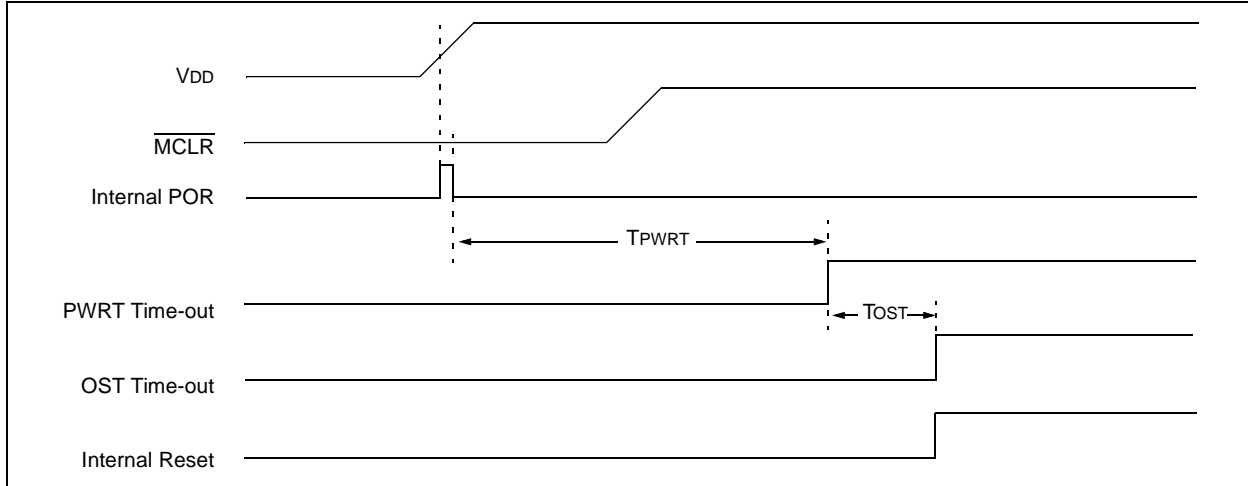 VDD
MCLR
Internal POR
TPWRT
PWRT Time-out
TOST
OST Time-out
Internal Reset